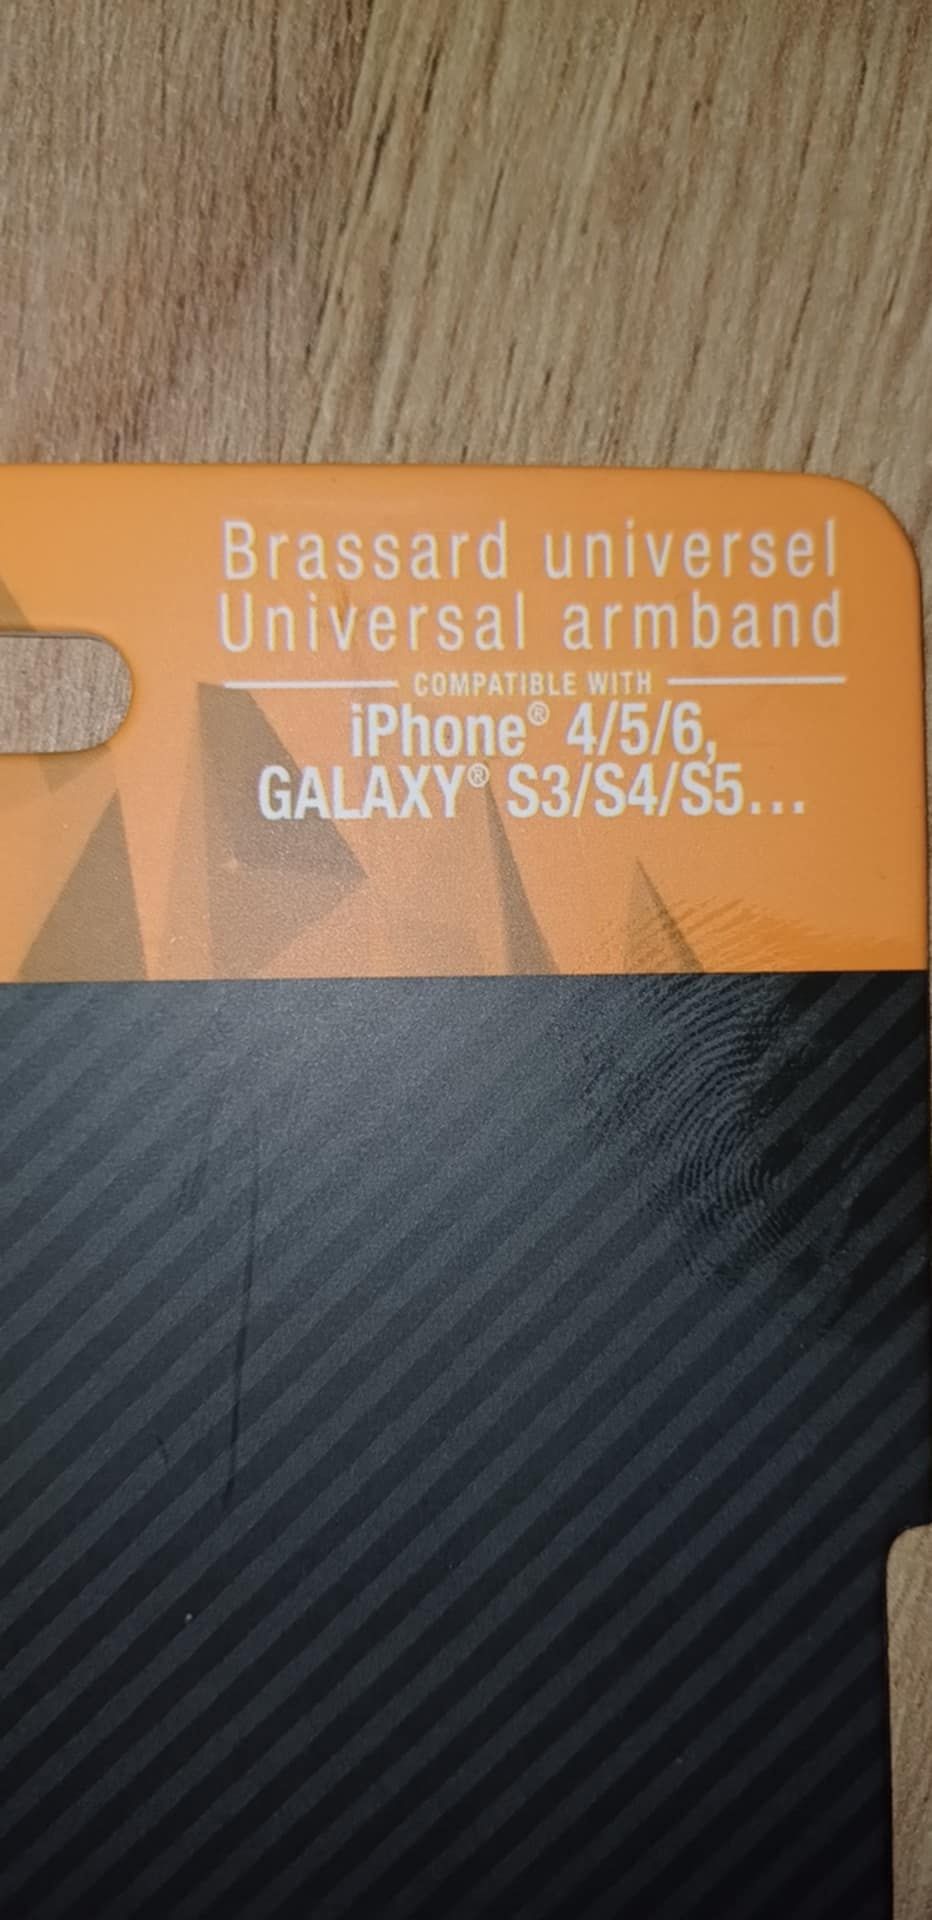 Brassard universel
Universal armband
COMPATIBLE WITH
iPhone® 4/5/6,
GALAXY® S3/S4/S5...